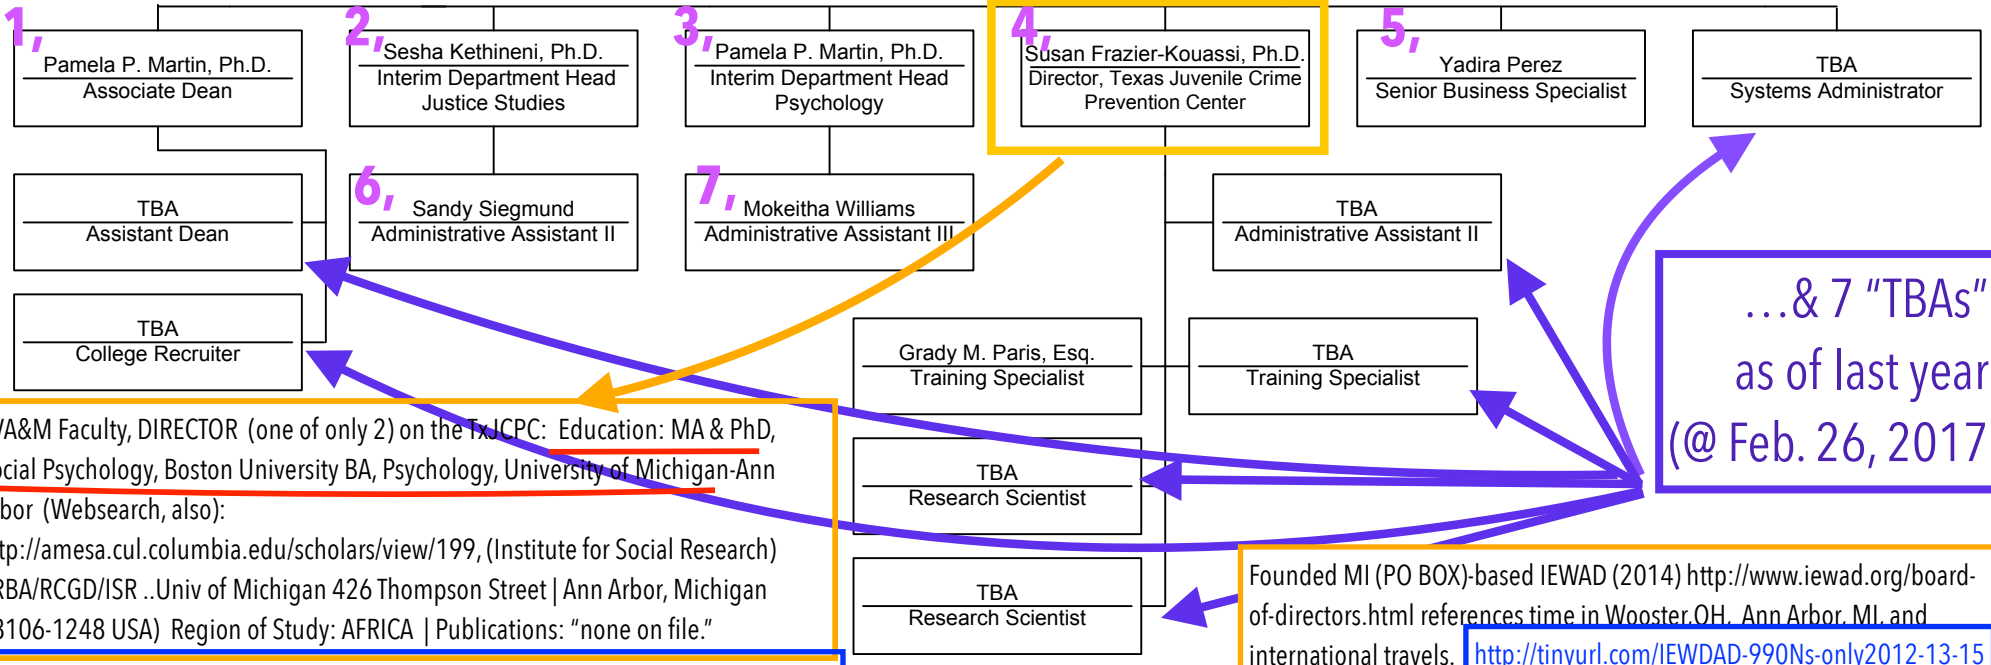 1,
Pamela P. Martin, Ph.D.
Associate Dean
2,
Sesha Kethineni, Ph.D.
Interim Department Head
Justice Studies
3,
Pamela P. Martin, Ph.D.
Interim Department Head
Psychology
4,
Susan Frazier-Kouassi, Ph.D.
Director, Texas Juvenile Crime
Prevention Center
5,
Yadira Perez
Senior Business Specialist
TBA
Systems Administrator
TBA
Assistant Dean
6,
Sandy Siegmund
Administrative Assistant II
7,
Mokeitha Williams
Administrative Assistant III
TBA
Administrative Assistant II
TBA
College Recruiter
Grady M. Paris, Esq.
Training Specialist
TBA
Training Specialist
...& 7 "TBAs"
as of last year
(@ Feb. 26, 2017
TBA
Research Scientist
TBA
Research Scientist
/A&M Faculty, DIRECTOR (one of only 2) on the TxJCPC: Education: MA & PhD,
ocial Psychology, Boston University BA, Psychology, University of Michigan-Ann
bor (Websearch, also):
tp://amesa.cul.columbia.edu/scholars/view/199, (Institute for Social Research)
RBA/RCGD/ISR ..Univ of Michigan 426 Thompson Street | Ann Arbor, Michigan
8106-1248 USA) Region of Study: AFRICA | Publications: "none on file."
Founded MI (PO BOX)-based IEWAD (2014) http://www.iewad.org/board-
of-directors.html references time in Wooster,OH, Ann Arbor, MI, and
international travels.
http://tinyurl.com/IEWDAD-990Ns-only2012-13-15